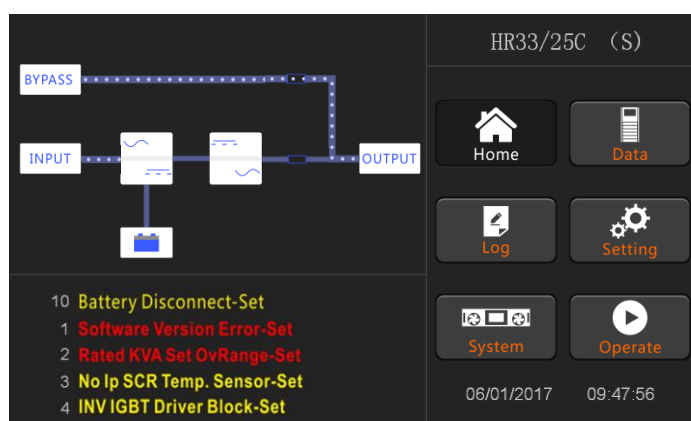 HR33/25C (S)
BYPASS
INPUT
OUTPUT
Home
Data
Log
Setting
System
Operate
10 Battery Disconnect-Set
1 Software Version Error-Set
2 Rated KVA Set OvRange-Set
3 No Ip SCR Temp. Sensor-Set
4 INV IGBT Driver Block-Set
06/01/2017 09:47:56